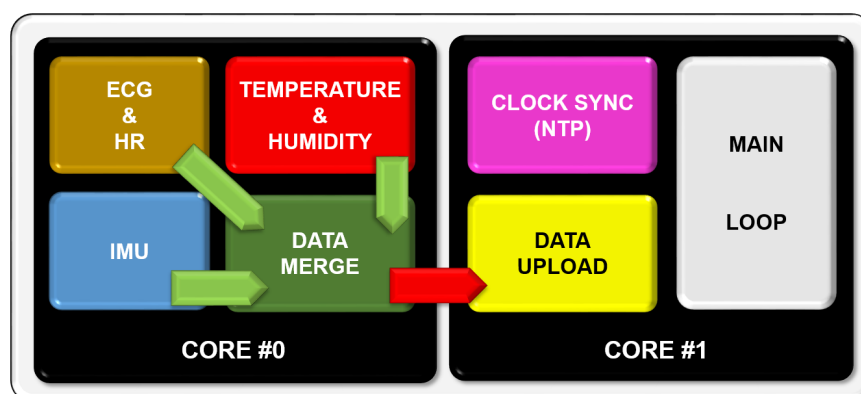 ECG
&
HR
TEMPERATURE
&
HUMIDITY
IMU
DATA
MERGE
CORE #0
CLOCK SYNC
(NTP)
DATA
UPLOAD
MAIN
LOOP
CORE #1